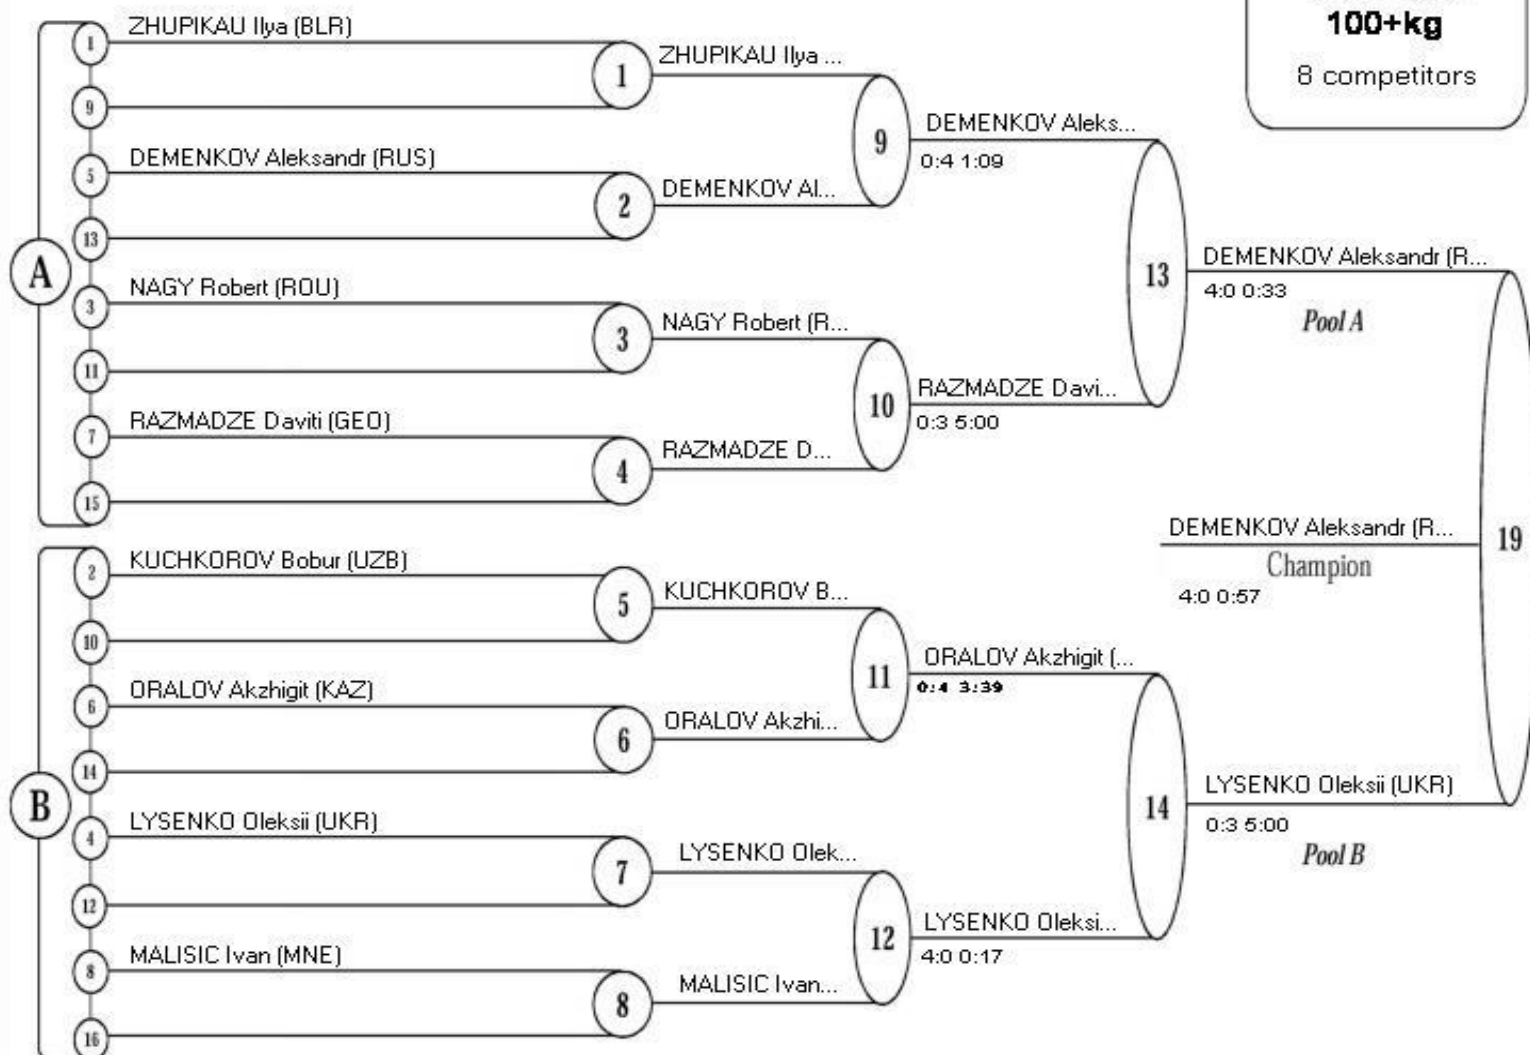 100+kg
8 competitors
A
1
ZHUPIKAU Ilya (BLR)
9
1
ZHUPIKAU Ilya ...
5
DEMENKOV Aleksandr (RUS)
13
2
DEMENKOV Al...
9
DEMENKOV Aleks...
0:4 1:09
3
NAGY Robert (ROU)
11
3
NAGY Robert (R...
7
RAZMADZE Daviti (GEO)
15
4
RAZMADZE D...
10
RAZMADZE Davi...
0:3 5:00
13
DEMENKOV Aleksandr (R...
4:0 0:33
Pool A
B
2
KUCHKOROV Bobur (UZB)
10
5
KUCHKOROV B...
6
ORALOV Akzhigit (KAZ)
14
6
ORALOV Akzhi...
11
ORALOV Akzhigit (...
0:4 3:39
4
LYSENKO Oleksii (UKR)
12
7
LYSENKO Olek...
8
MALISIC Ivan (MNE)
16
8
MALISIC Ivan...
12
LYSENKO Oleksi...
4:0 0:17
14
LYSENKO Oleksii (UKR)
0:3 5:00
Pool B
19
DEMENKOV Aleksandr (R...
Champion
4:0 0:57